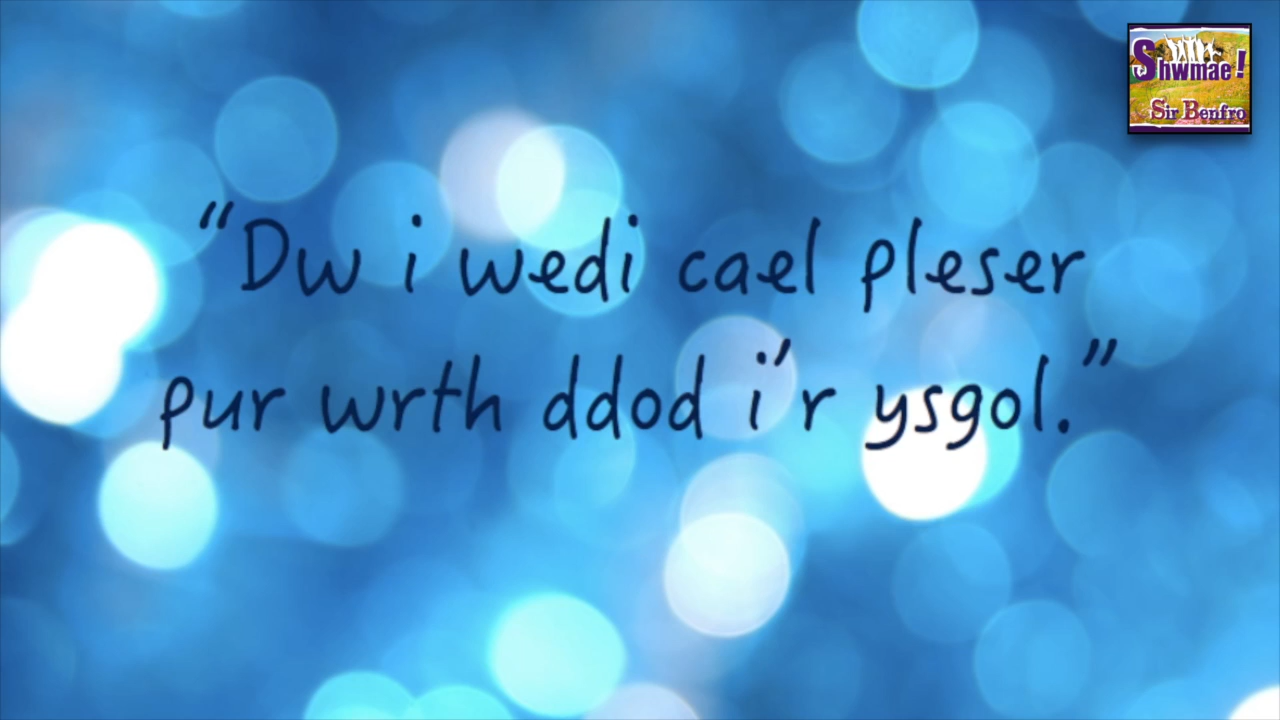 Shwmae!
Sir Benfro
“Dw i wedi cael pleser
pur wrth ddod i’r ysgol.”